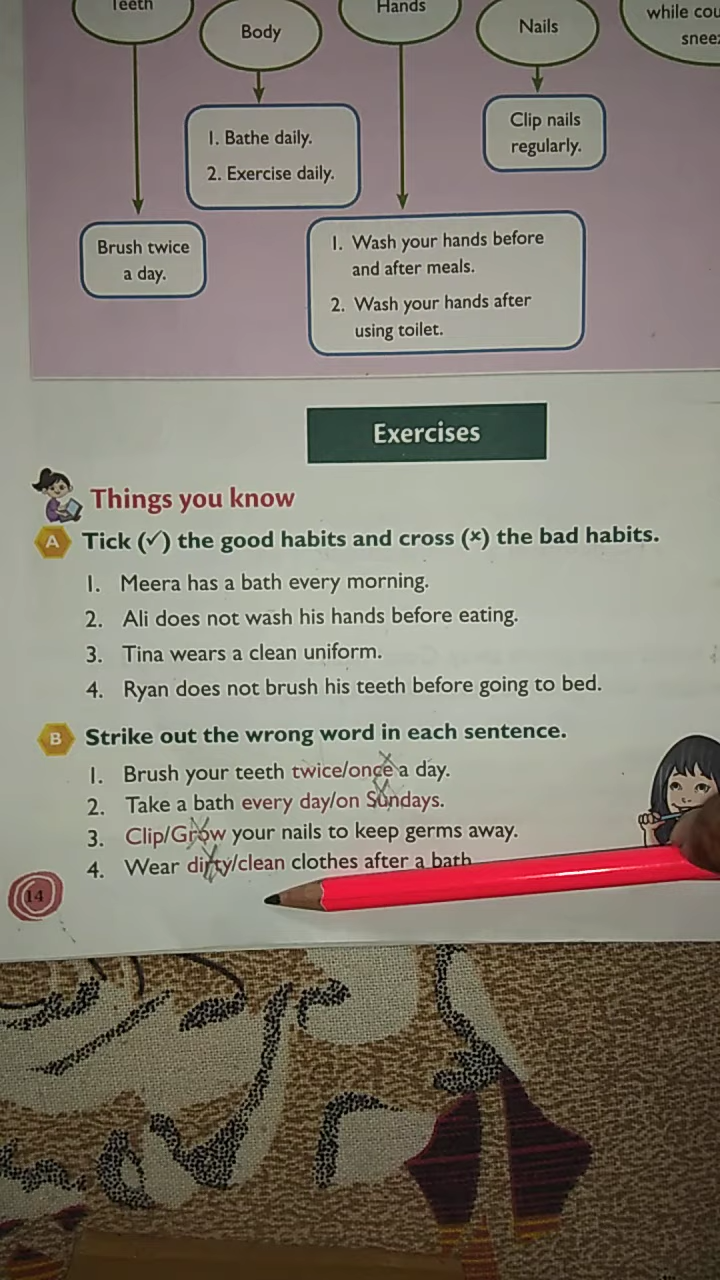 Teeth
Body
Hands
Nails
while
1. Bathe daily.
2. Exercise daily.
Clip nails
regularly.
Brush twice
a day.
1. Wash your hands before
and after meals.
2. Wash your hands after
using toilet.
Exercises
Things you know
A Tick (✓) the good habits and cross (×) the bad habits.
1. Meera has a bath every morning.
2. Ali does not wash his hands before eating.
3. Tina wears a clean uniform.
4. Ryan does not brush his teeth before going to bed.
B Strike out the wrong word in each sentence.
1. Brush your teeth twice/once a day.
2. Take a bath every day/on Sundays.
3. Clip/Grow your nails to keep germs away.
4. Wear dirty/clean clothes after a bath
14